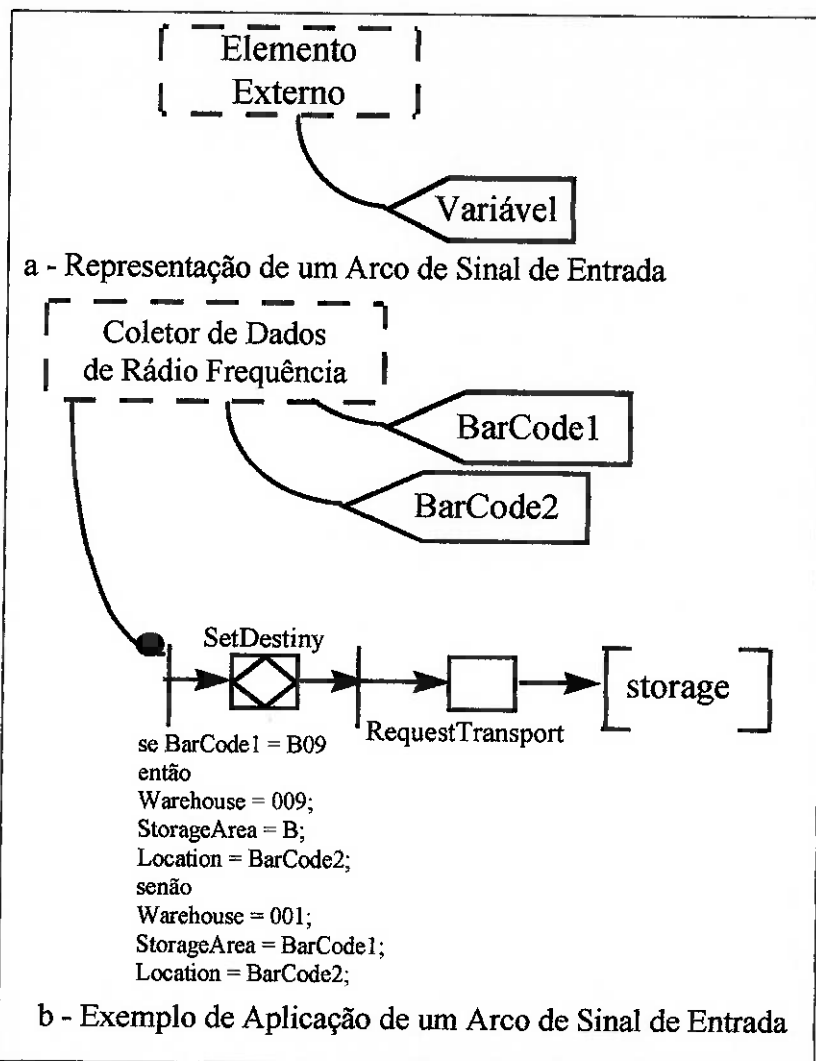 Elemento
Externo
Variável
a - Representação de um Arco de Sinal de Entrada
Coletor de Dados
de Rádio Frequência
BarCode1
BarCode2
SetDestiny
storage
RequestTransport
se BarCode1 = B09
então
Warehouse = 009;
StorageArea = B;
Location = BarCode2;
senão
Warehouse = 001;
StorageArea = BarCode1;
Location = BarCode2;
b - Exemplo de Aplicação de um Arco de Sinal de Entrada